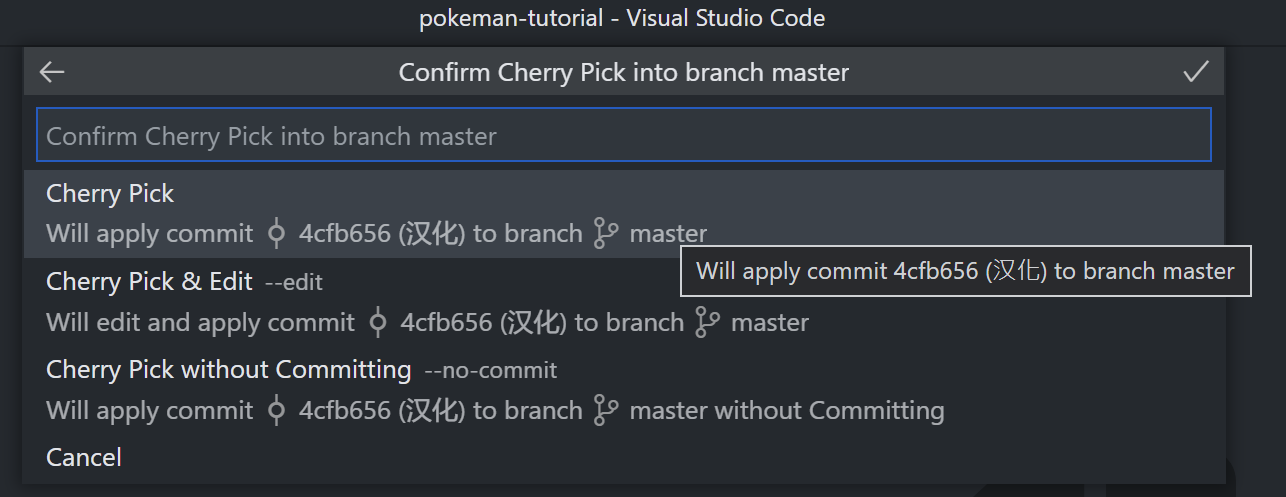 pokeman-tutorial - Visual Studio Code
Confirm Cherry Pick into branch master
Confirm Cherry Pick into branch master
Cherry Pick
Will apply commit 4cfb656 (汉化) to branch master
Will apply commit 4cfb656 (汉化) to branch master
Cherry Pick & Edit --edit
Will edit and apply commit 4cfb656 (汉化) to branch master
Cherry Pick without Committing --no-commit
Will apply commit 4cfb656 (汉化) to branch master without Committing
Cancel